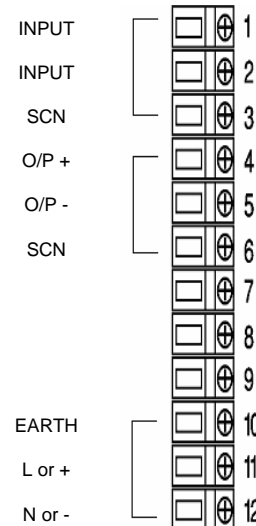 INPUT 1
INPUT 2
SCN 3
O/P + 4
O/P - 5
SCN 6
7
8
9
EARTH 10
L or + 11
N or - 12